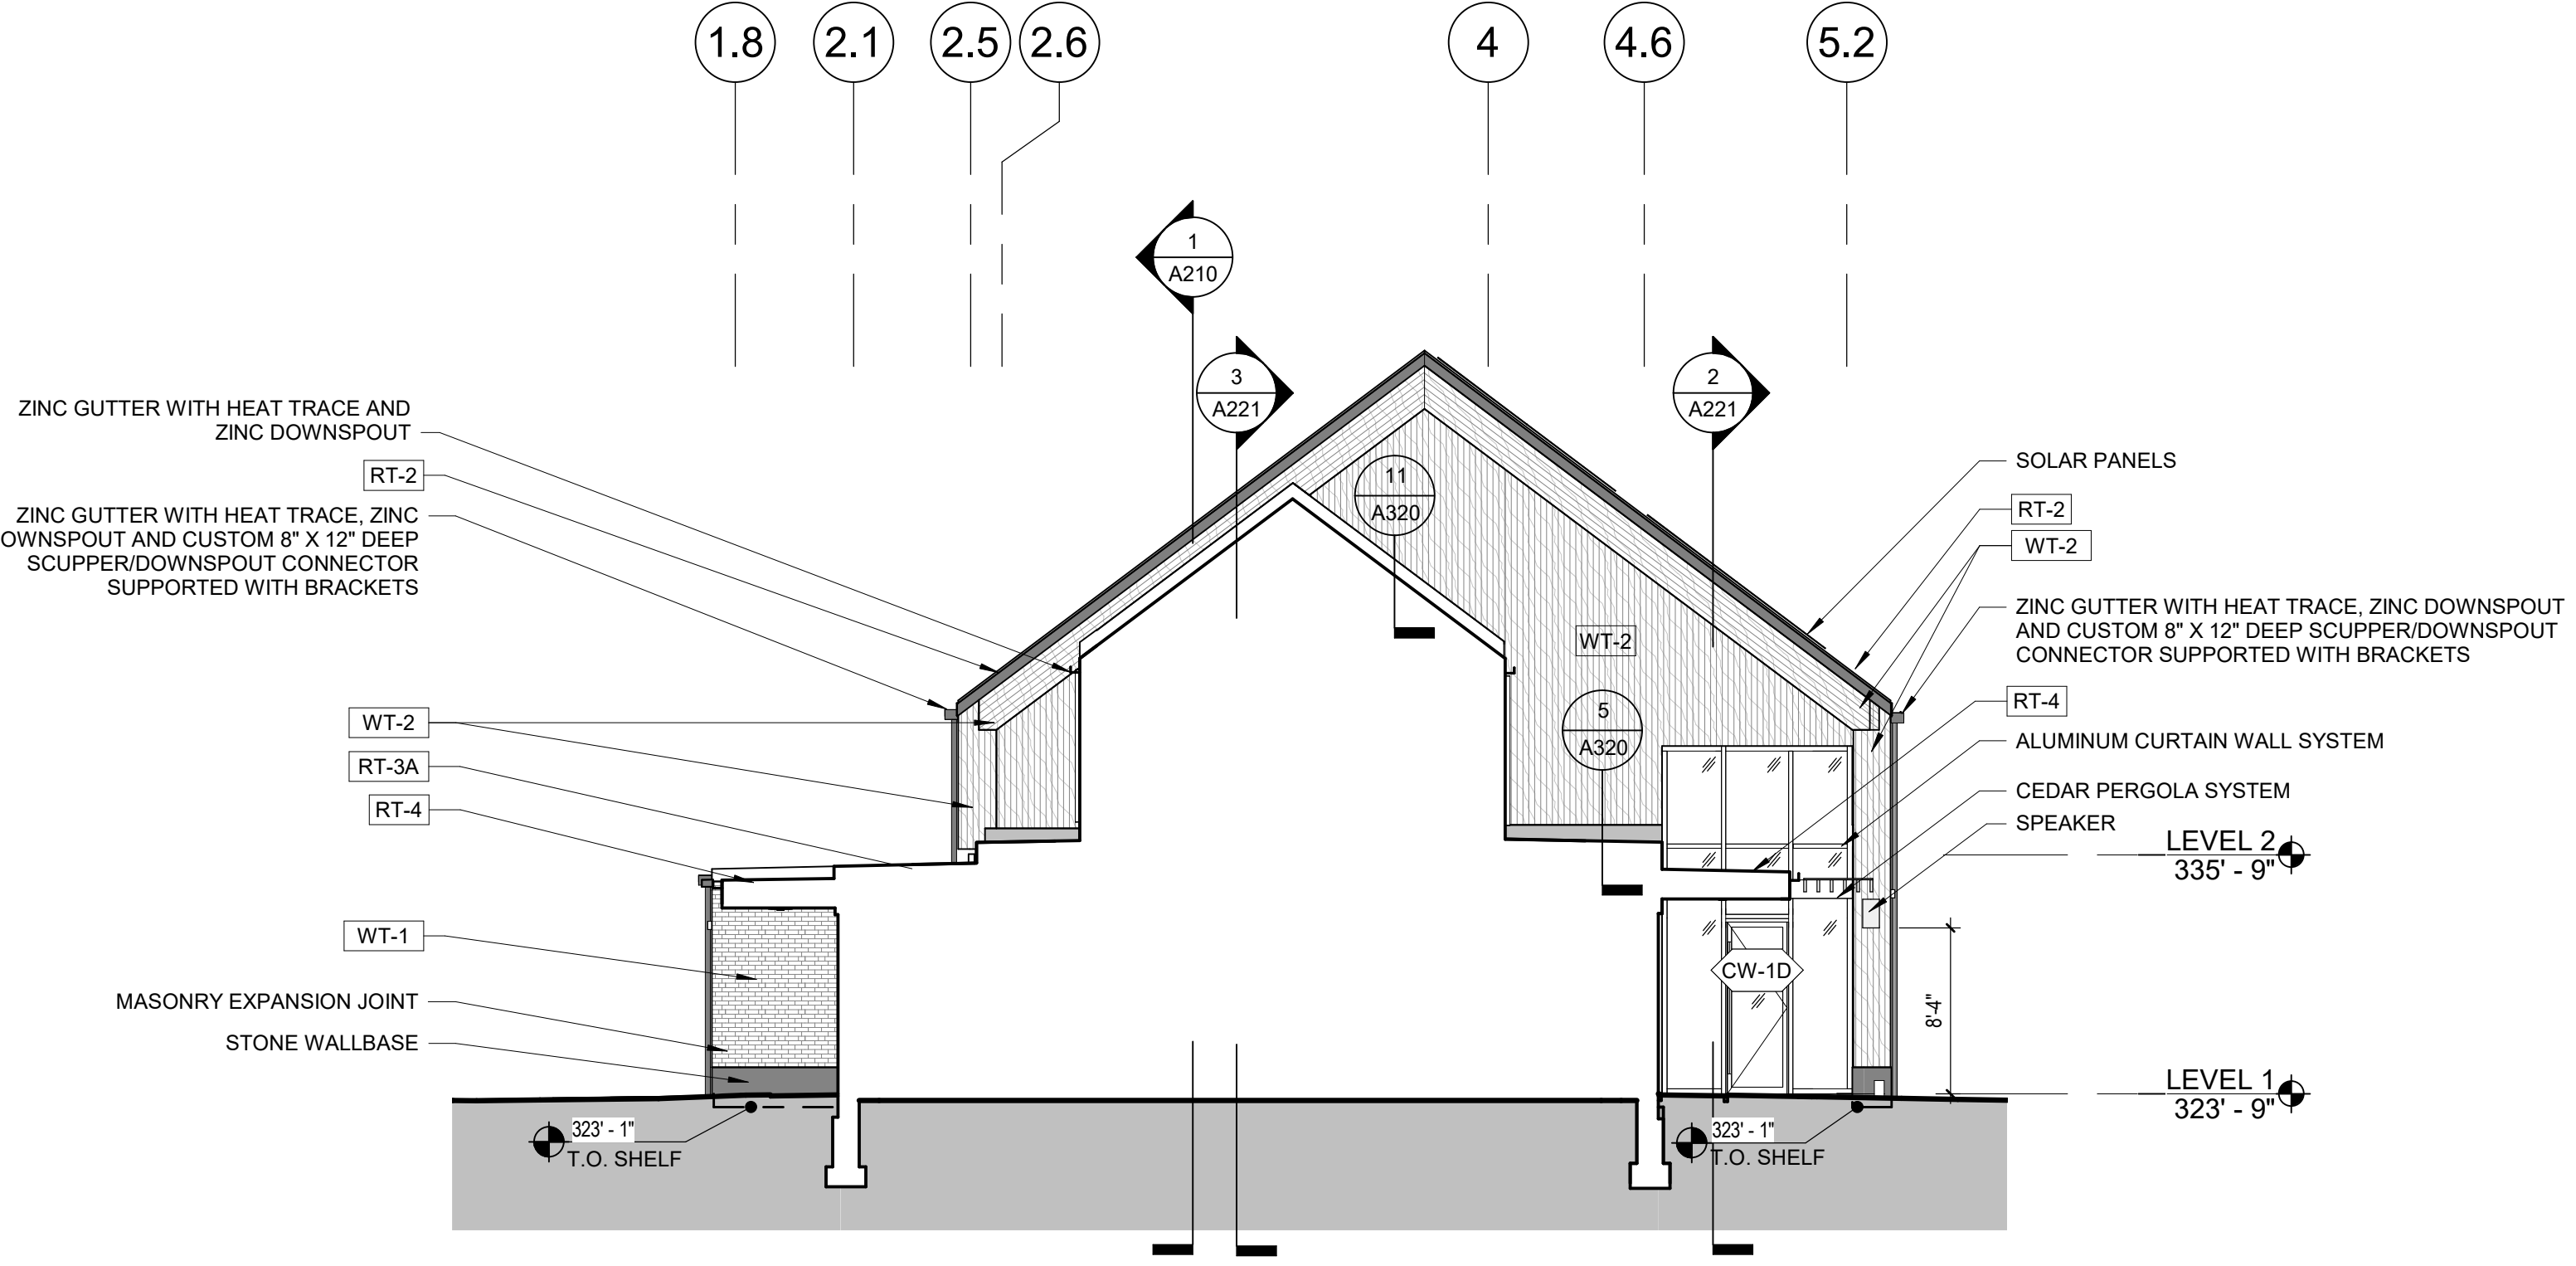 1.8
2.1
2.5
2.6
4
4.6
5.2
1
A210
3
A221
2
A221
11
A320
5
A320
ZINC GUTTER WITH HEAT TRACE AND
ZINC DOWNSPOUT
RT-2
ZINC GUTTER WITH HEAT TRACE, ZINC
OWNSPOUT AND CUSTOM 8" X 12" DEEP
SCUPPER/DOWNSPOUT CONNECTOR
SUPPORTED WITH BRACKETS
WT-2
RT-3A
RT-4
WT-1
MASONRY EXPANSION JOINT
STONE WALLBASE
323' - 1"
T.O. SHELF
WT-2
CW-1D
SOLAR PANELS
RT-2
WT-2
ZINC GUTTER WITH HEAT TRACE, ZINC DOWNSPOUT
AND CUSTOM 8" X 12" DEEP SCUPPER/DOWNSPOUT
CONNECTOR SUPPORTED WITH BRACKETS
RT-4
ALUMINUM CURTAIN WALL SYSTEM
CEDAR PERGOLA SYSTEM
SPEAKER
LEVEL 2
335' - 9"
8'-4"
LEVEL 1
323' - 9"
323' - 1"
T.O. SHELF